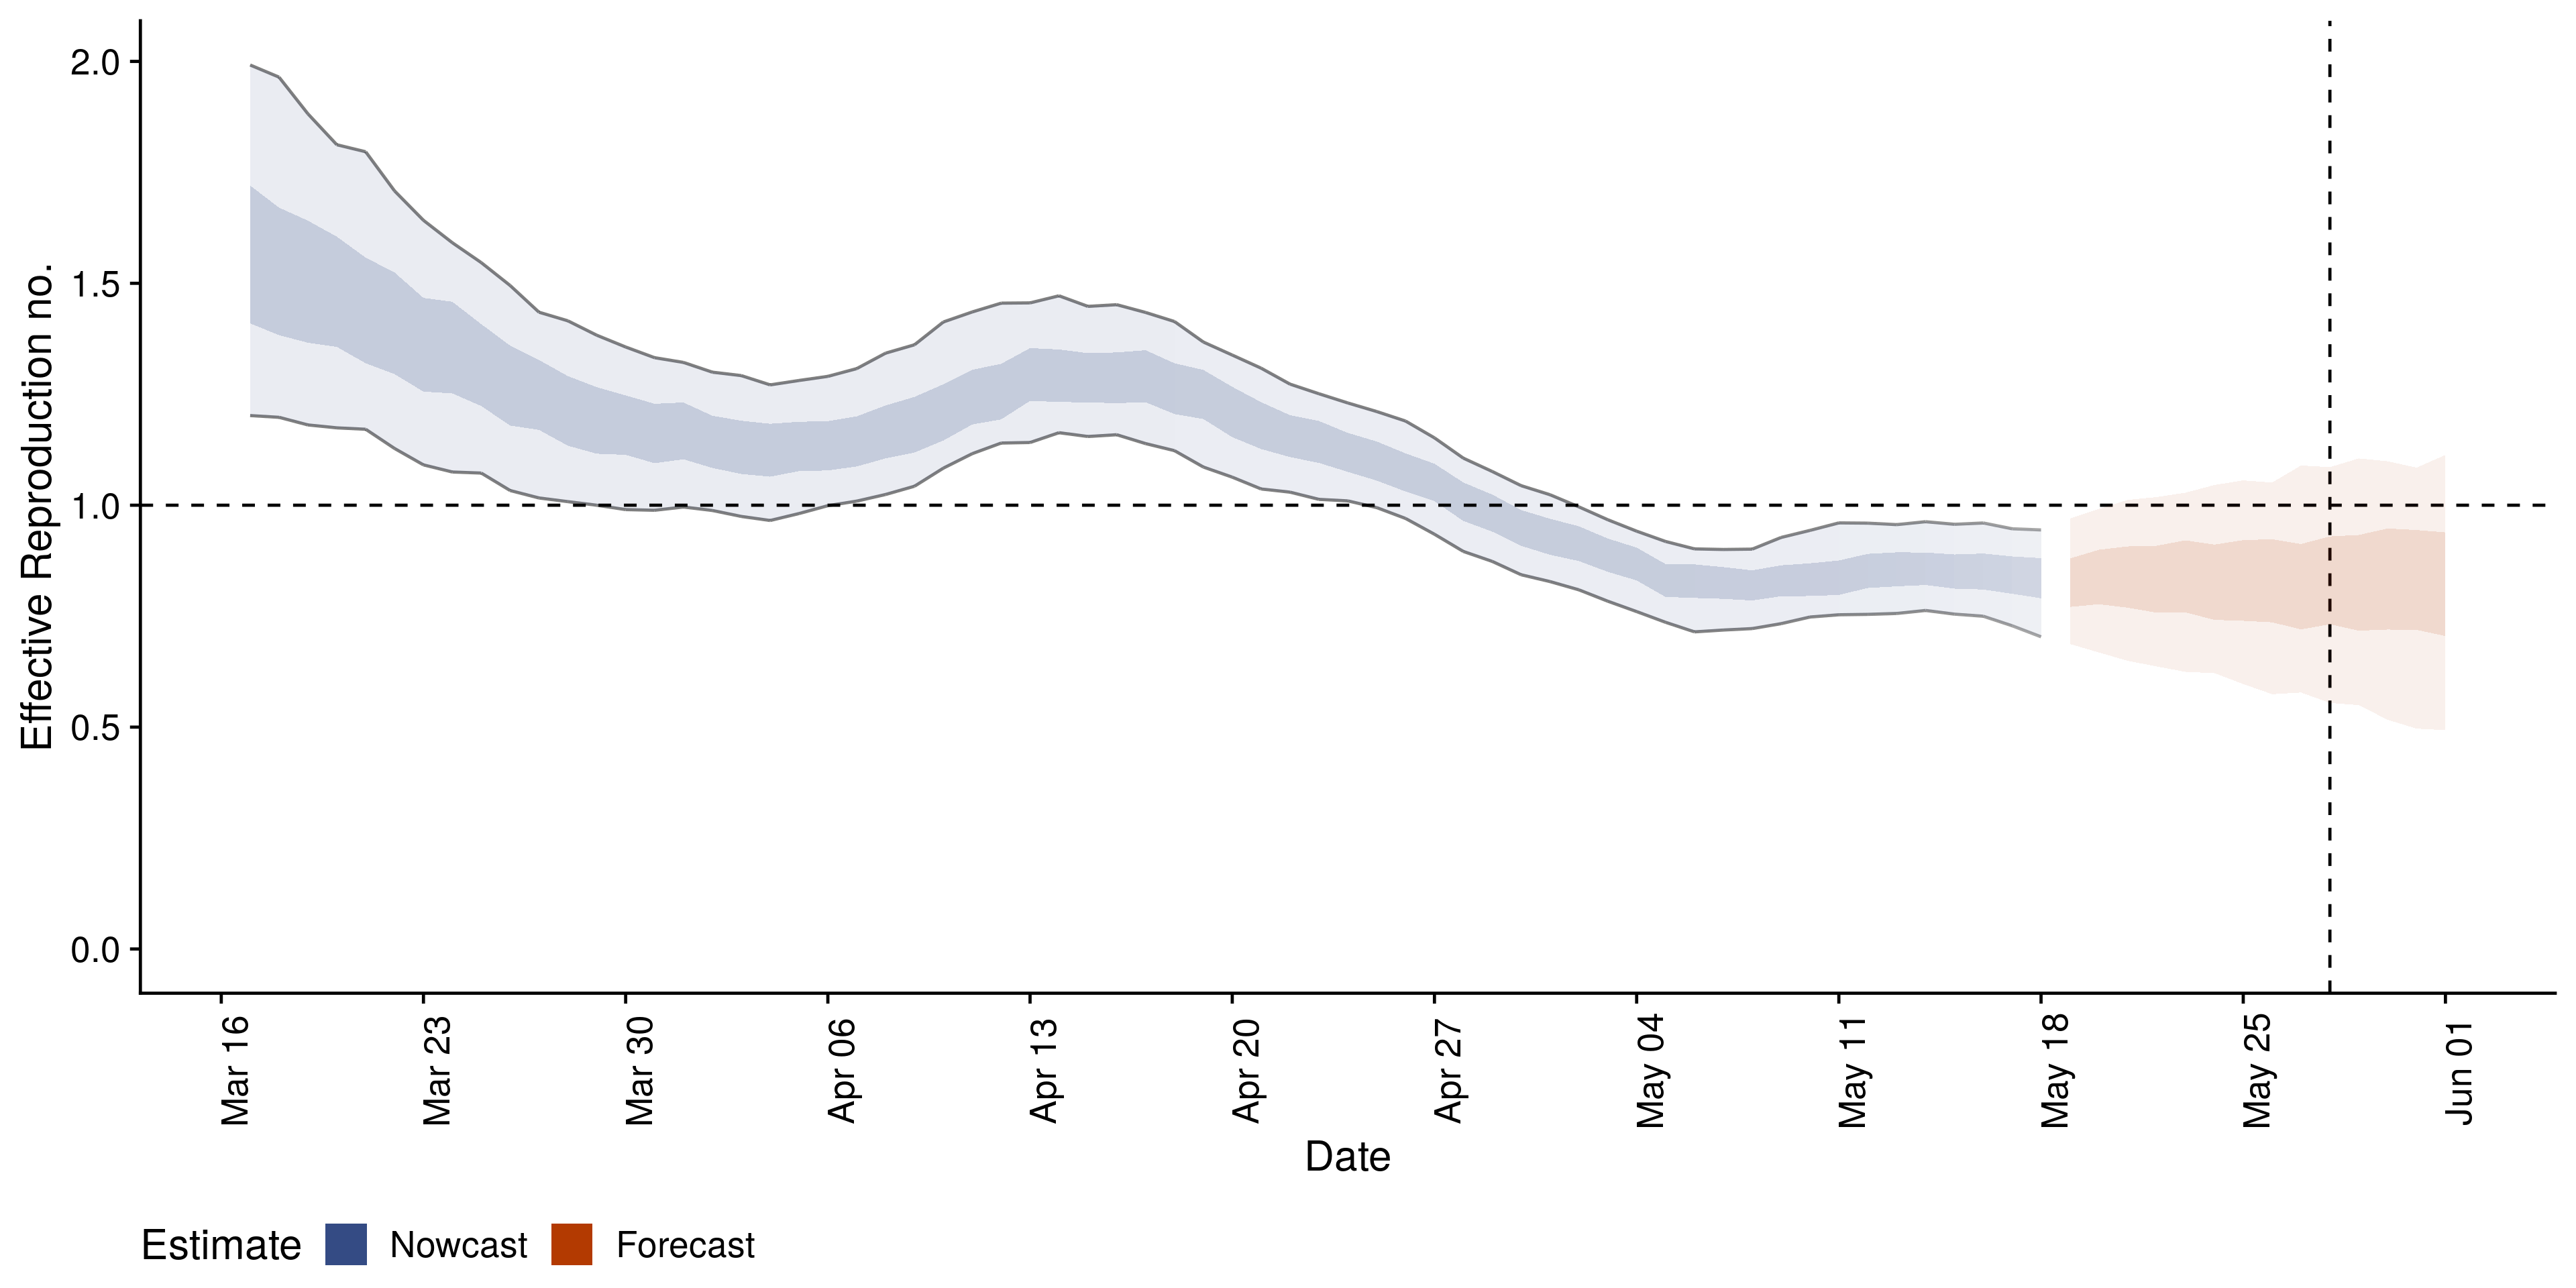 Effective Reproduction no.
2.0
1.5
1.0
0.5
0.0
Mar 16
Mar 23
Mar 30
Apr 06
Apr 13
Apr 20
Apr 27
May 04
May 11
May 18
May 25
Jun 01
Date
Estimate Nowcast Forecast